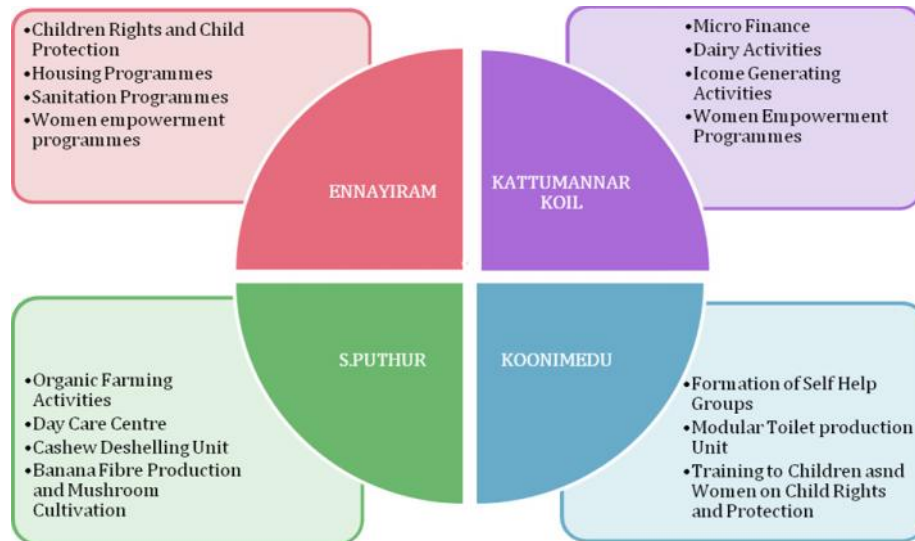 •Children Rights and Child
Protection
•Housing Programmes
•Sanitation Programmes
•Women empowerment
programmes
•Micro Finance
•Dairy Activities
•Icome Generating
Activities
•Women Empowerment
Programmes
ENNAYIRAM
KATTUMANNAR
KOIL
S.PUTHUR
KOONIMEDU
•Organic Farming
Activities
•Day Care Centre
•Cashew Deshelling Unit
•Banana Fibre Production
and Mushroom
Cultivation
•Formation of Self Help
Groups
•Modular Toilet production
Unit
•Training to Children asnd
Women on Child Rights
and Protection